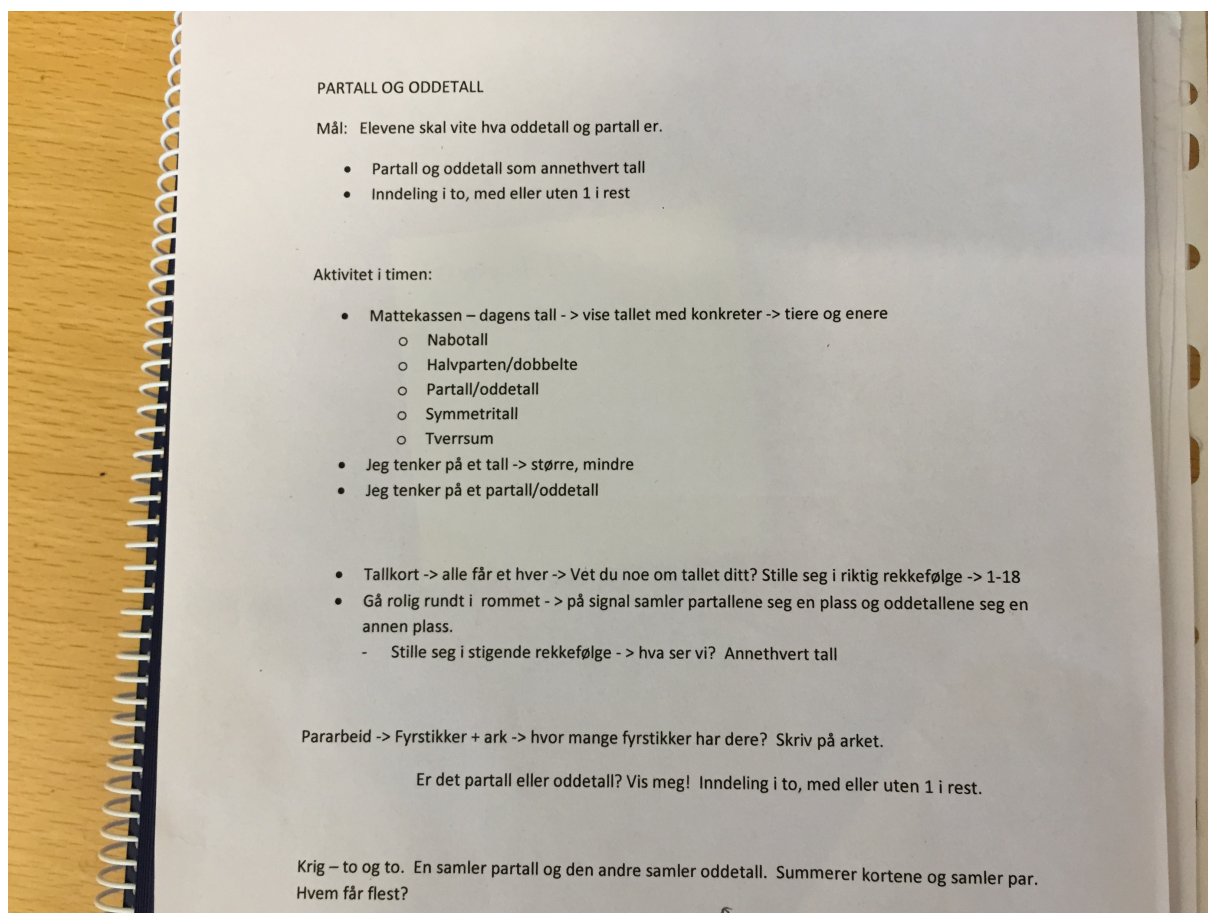 PARTALL OG ODDETALL
Mål: Elevene skal vite hva oddetall og partall er.
• Partall og oddetall som annethvert tall
• Inndeling i to, med eller uten 1 i rest
Aktivitet i timen:
• Mattekassen – dagens tall - > vise tallet med konkreter -> tiere og enere
o Nabotall
o Halvparten/dobbelte
o Partall/oddetall
o Symmetritall
o Tverrsum
• Jeg tenker på et tall -> større, mindre
• Jeg tenker på et partall/oddetall
• Tallkort -> alle får et hver -> Vet du noe om tallet ditt? Stille seg i riktig rekkefølge -> 1-18
• Gå rolig rundt i rommet - > på signal samler partallene seg en plass og oddetallene seg en
annen plass.
- Stille seg i stigende rekkefølge - > hva ser vi? Annethvert tall
Pararbeid -> Fyrstikker + ark -> hvor mange fyrstikker har dere? Skriv på arket.
Er det partall eller oddetall? Vis meg! Inndeling i to, med eller uten 1 i rest.
Krig – to og to. En samler partall og den andre samler oddetall. Summerer kortene og samler par.
Hvem får flest?